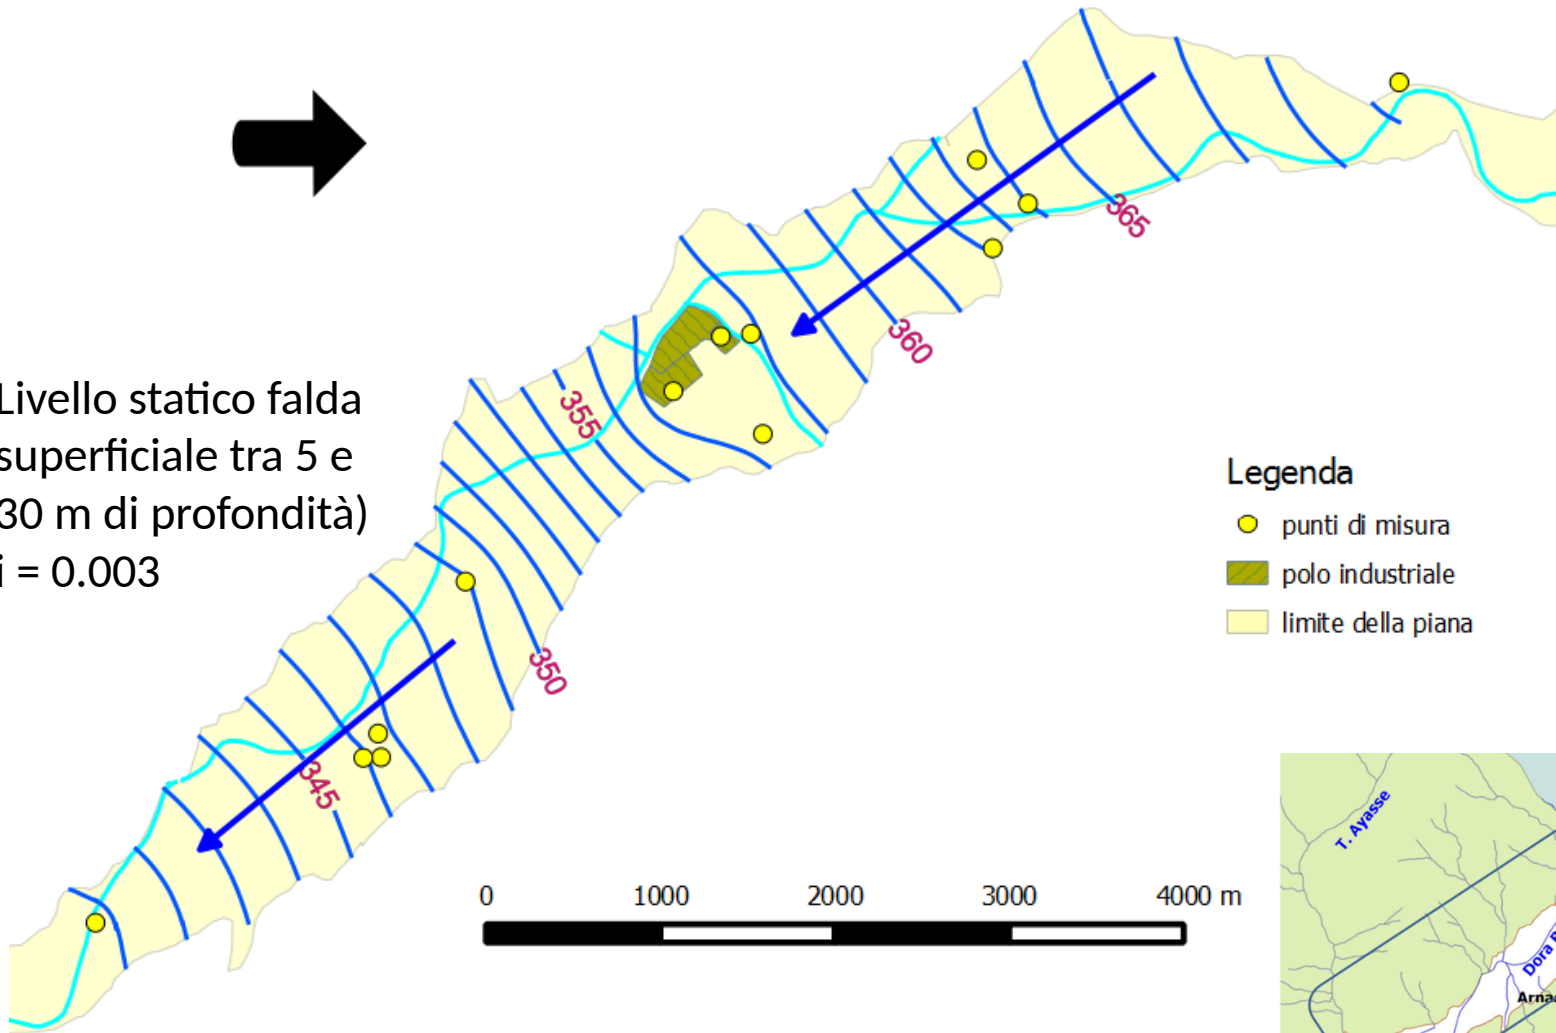 365
360
355
Livello statico falda
superficiale tra 5 e
30 m di profondità)
i = 0.003
350
345
Legenda
punti di misura
polo industriale
limite della piana
0 1000 2000 3000 4000 m
T. Ayasse
Dora